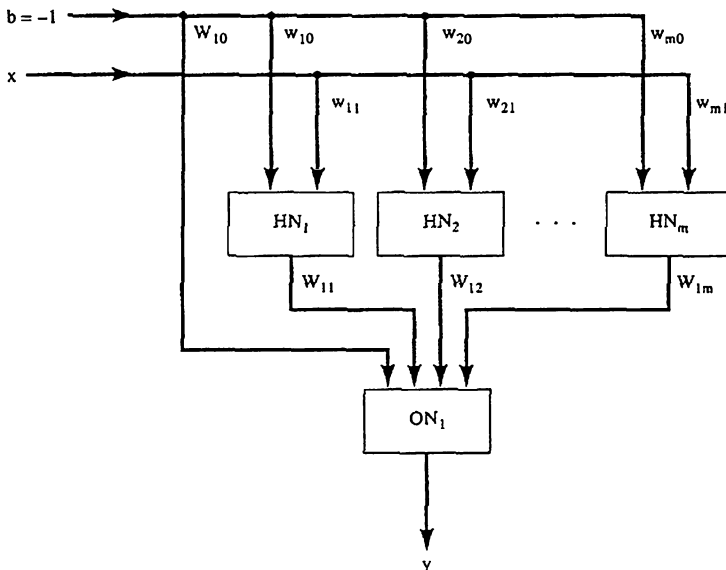 b = −1
W₁₀
w₁₀
w₂₀
wₘ₀
x
w₁₁
w₂₁
wₘ₁
HN₁
HN₂
. . .
HNₘ
W₁₁
W₁₂
W₁ₘ
ON₁
y